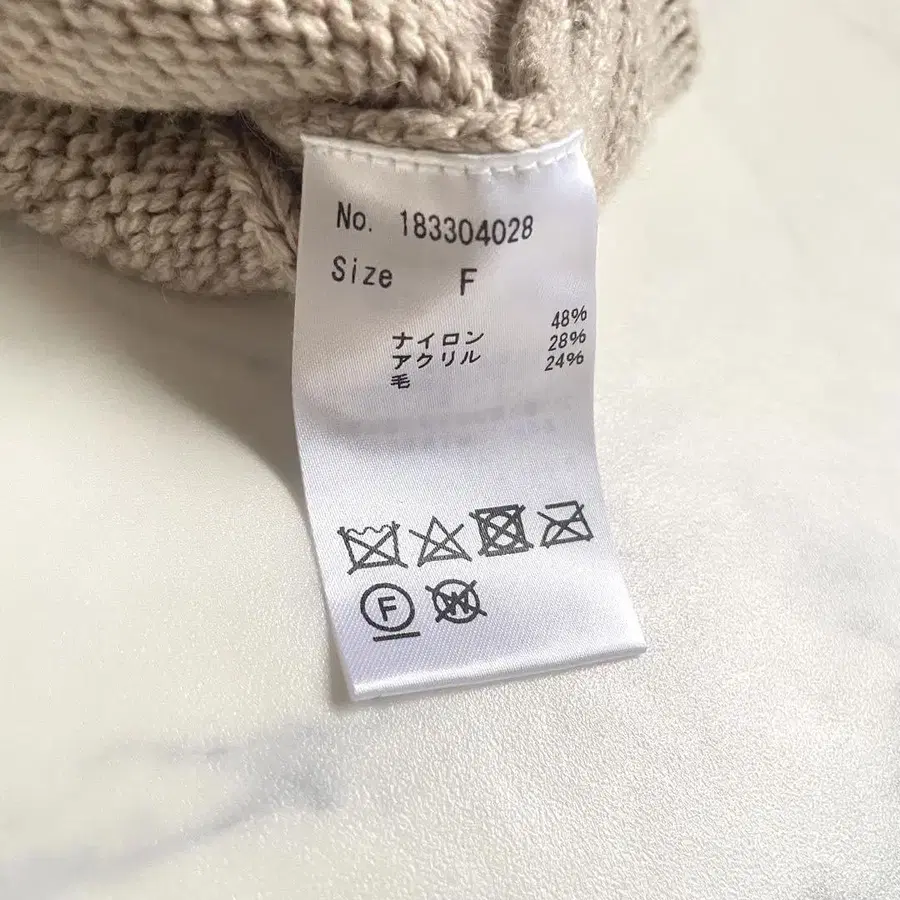 No. 183304028
Size F
ナイロン 48%
アクリル 28%
毛 24%
F
W